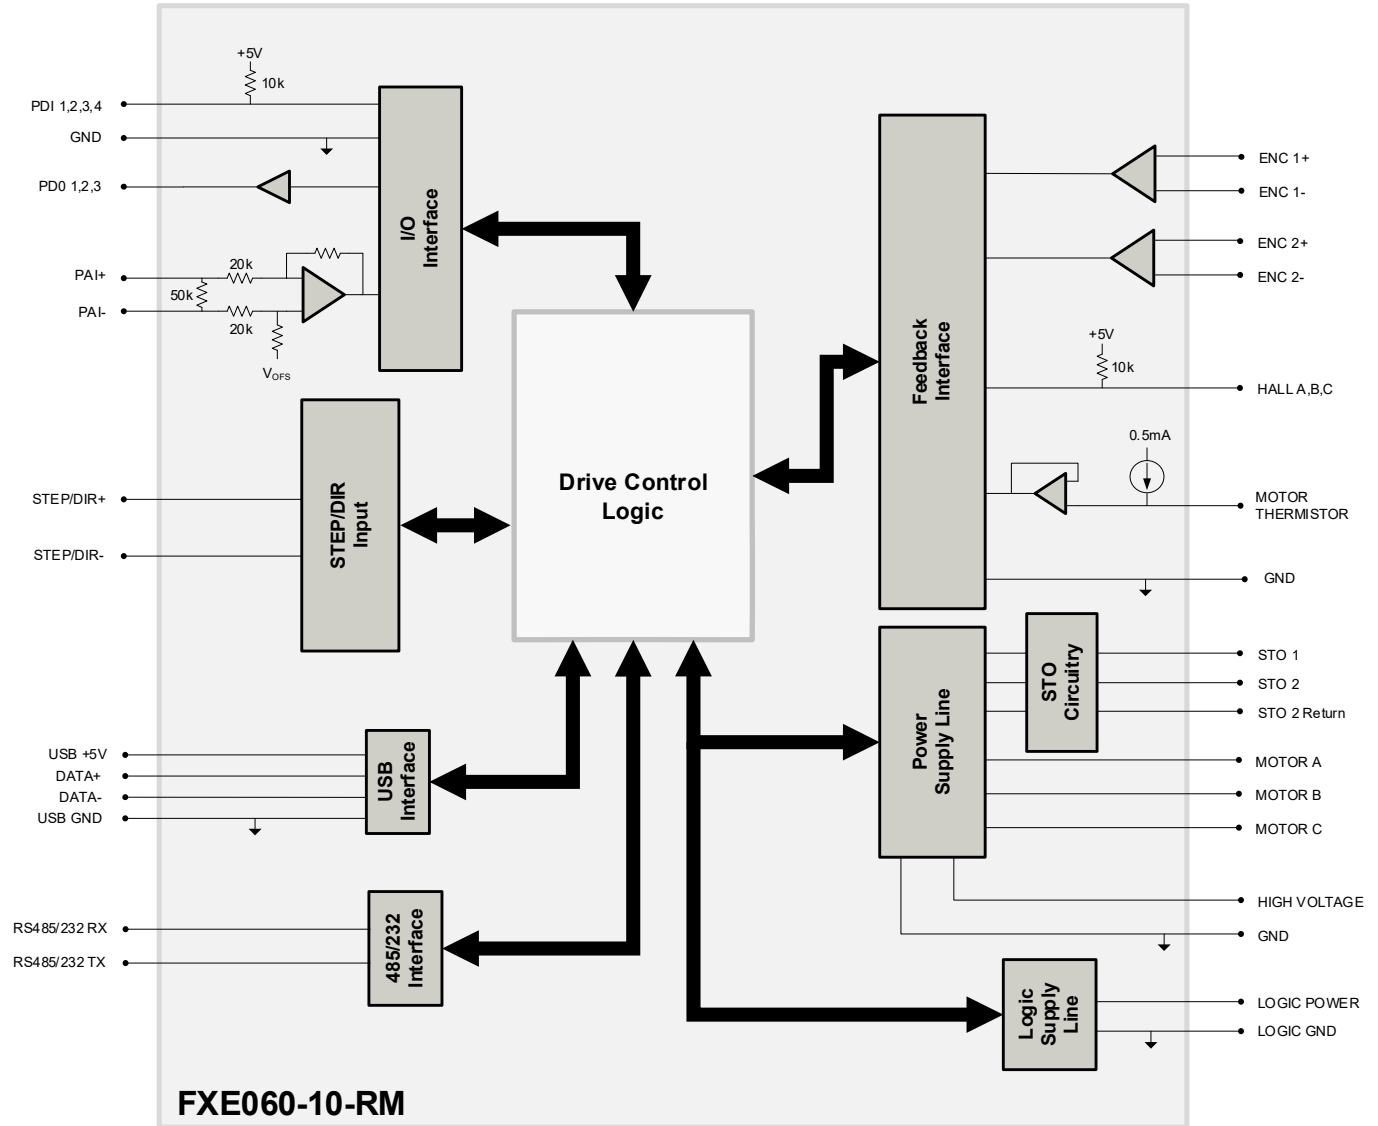 +5V
10k
PDI 1,2,3,4
GND
PD0 1,2,3
PAI+
20k
50k
PAI-
20k
VOFS
I/O
Interface
STEP/DIR+
STEP/DIR-
STEP/DIR
Input
Drive Control
Logic
Feedback
Interface
ENC 1+
ENC 1-
ENC 2+
ENC 2-
+5V
10k
HALL A,B,C
0.5mA
MOTOR
THERMISTOR
GND
STO
Circuitry
STO 1
STO 2
STO 2 Return
Power
Supply Line
MOTOR A
MOTOR B
MOTOR C
HIGH VOLTAGE
GND
USB +5V
DATA+
DATA-
USB GND
USB
Interface
RS485/232 RX
RS485/232 TX
485/232
Interface
Logic
Supply
Line
LOGIC POWER
LOGIC GND
FXE060-10-RM